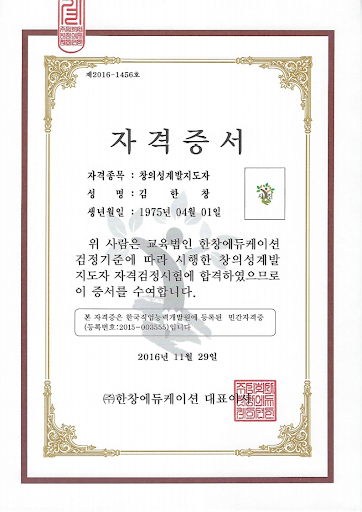 제2016-1456호
자격증서
자격종목 : 창의성계발지도자
성 명 : 김 한 창
생년월일 : 1975년 04월 01일
위 사람은 교육법인 한창에듀케이션
검정기준에 따라 시행한 창의성계발
지도자 자격검정시험에 합격하였으므로
이 증서를 수여합니다.
본 자격증은 한국직업능력개발원에 등록된 민간자격증
(등록번호:2015-003555)입니다
2016년 11월 29일
㈜한창에듀케이션 대표이사